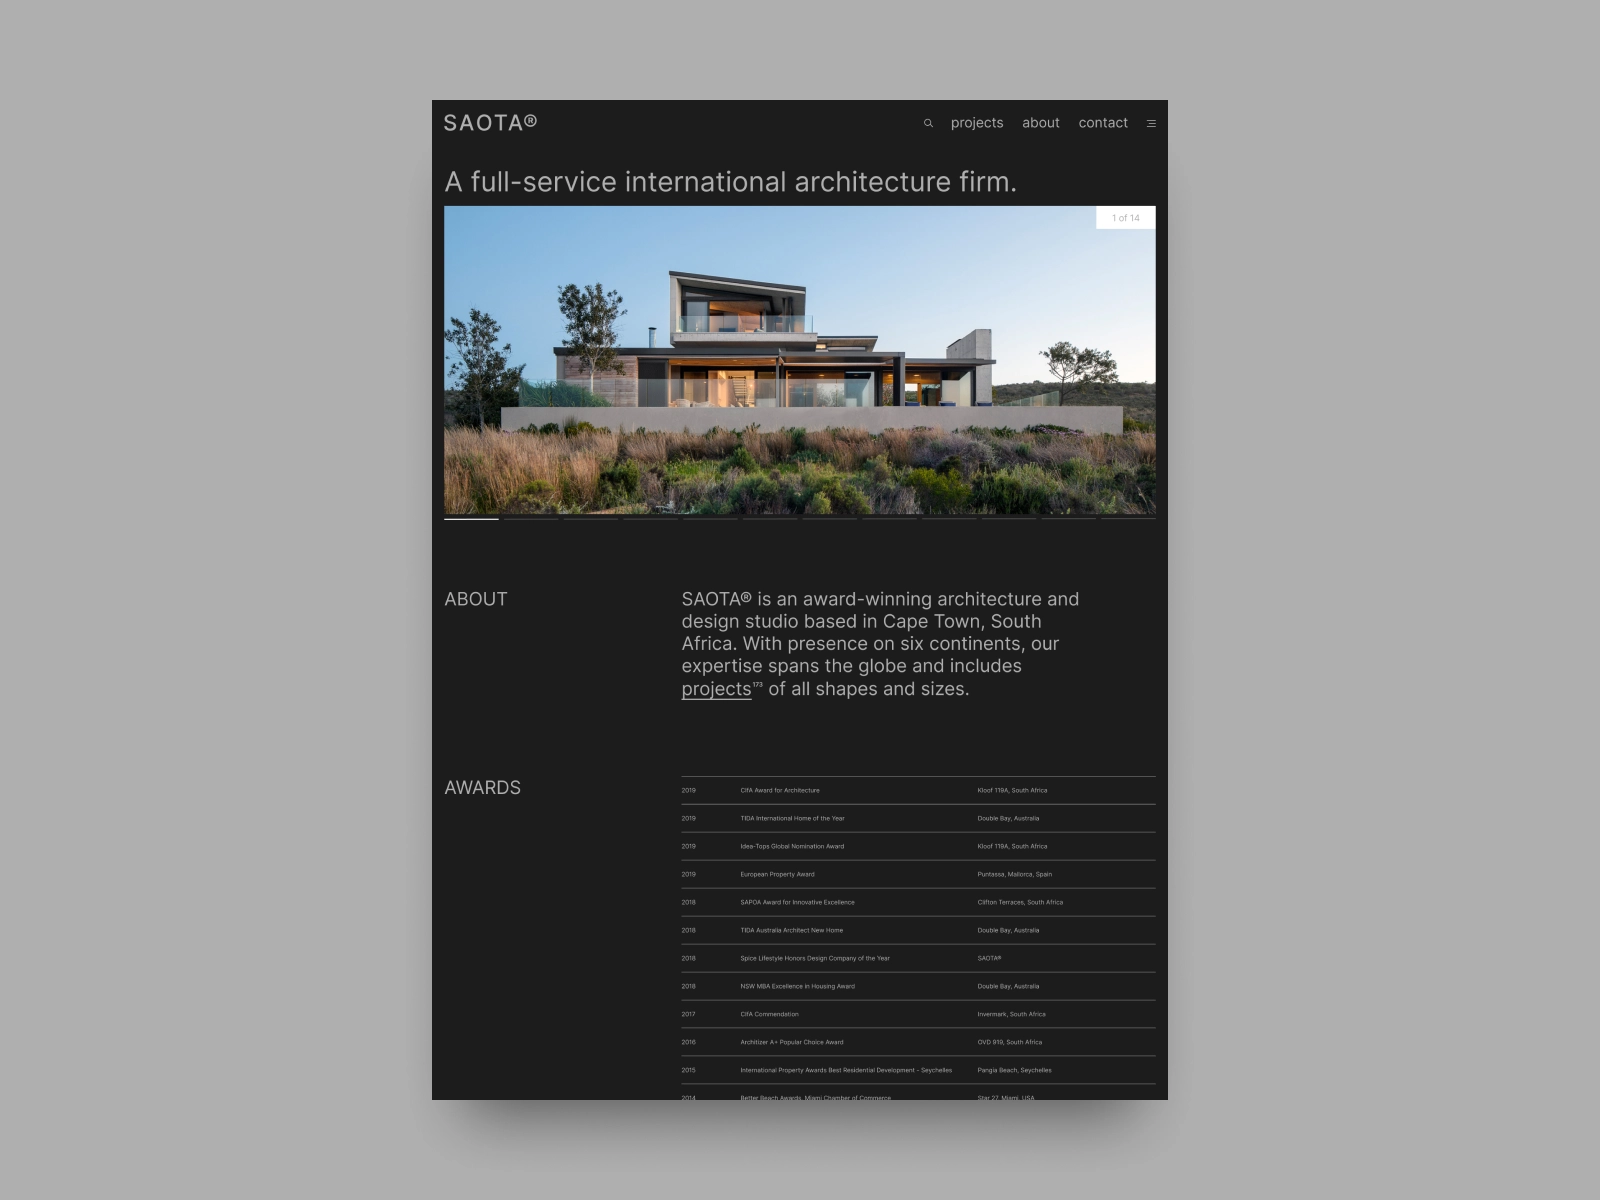 SAOTA®
projects about contact
A full-service international architecture firm.
1 of 14
ABOUT
SAOTA® is an award-winning architecture and
design studio based in Cape Town, South
Africa. With presence on six continents, our
expertise spans the globe and includes
projects¹⁷³ of all shapes and sizes.
AWARDS
2019 CIfA Award for Architecture Kloof 119A, South Africa
2019 TIDA International Home of the Year Double Bay, Australia
2019 Idea-Tops Global Nomination Award Kloof 119A, South Africa
2019 European Property Award Puntassa, Mallorca, Spain
2018 SAPOA Award for Innovative Excellence Clifton Terraces, South Africa
2018 TIDA Australia Architect New Home Double Bay, Australia
2018 Spice Lifestyle Honors Design Company of the Year SAOTA®
2018 NSW MBA Excellence in Housing Award Double Bay, Australia
2017 CIfA Commendation Invermark, South Africa
2016 Architizer A+ Popular Choice Award OVD 919, South Africa
2015 International Property Awards Best Residential Development - Seychelles Pangia Beach, Seychelles
2014 Better Beach Awards, Miami Chamber of Commerce Star 27, Miami, USA